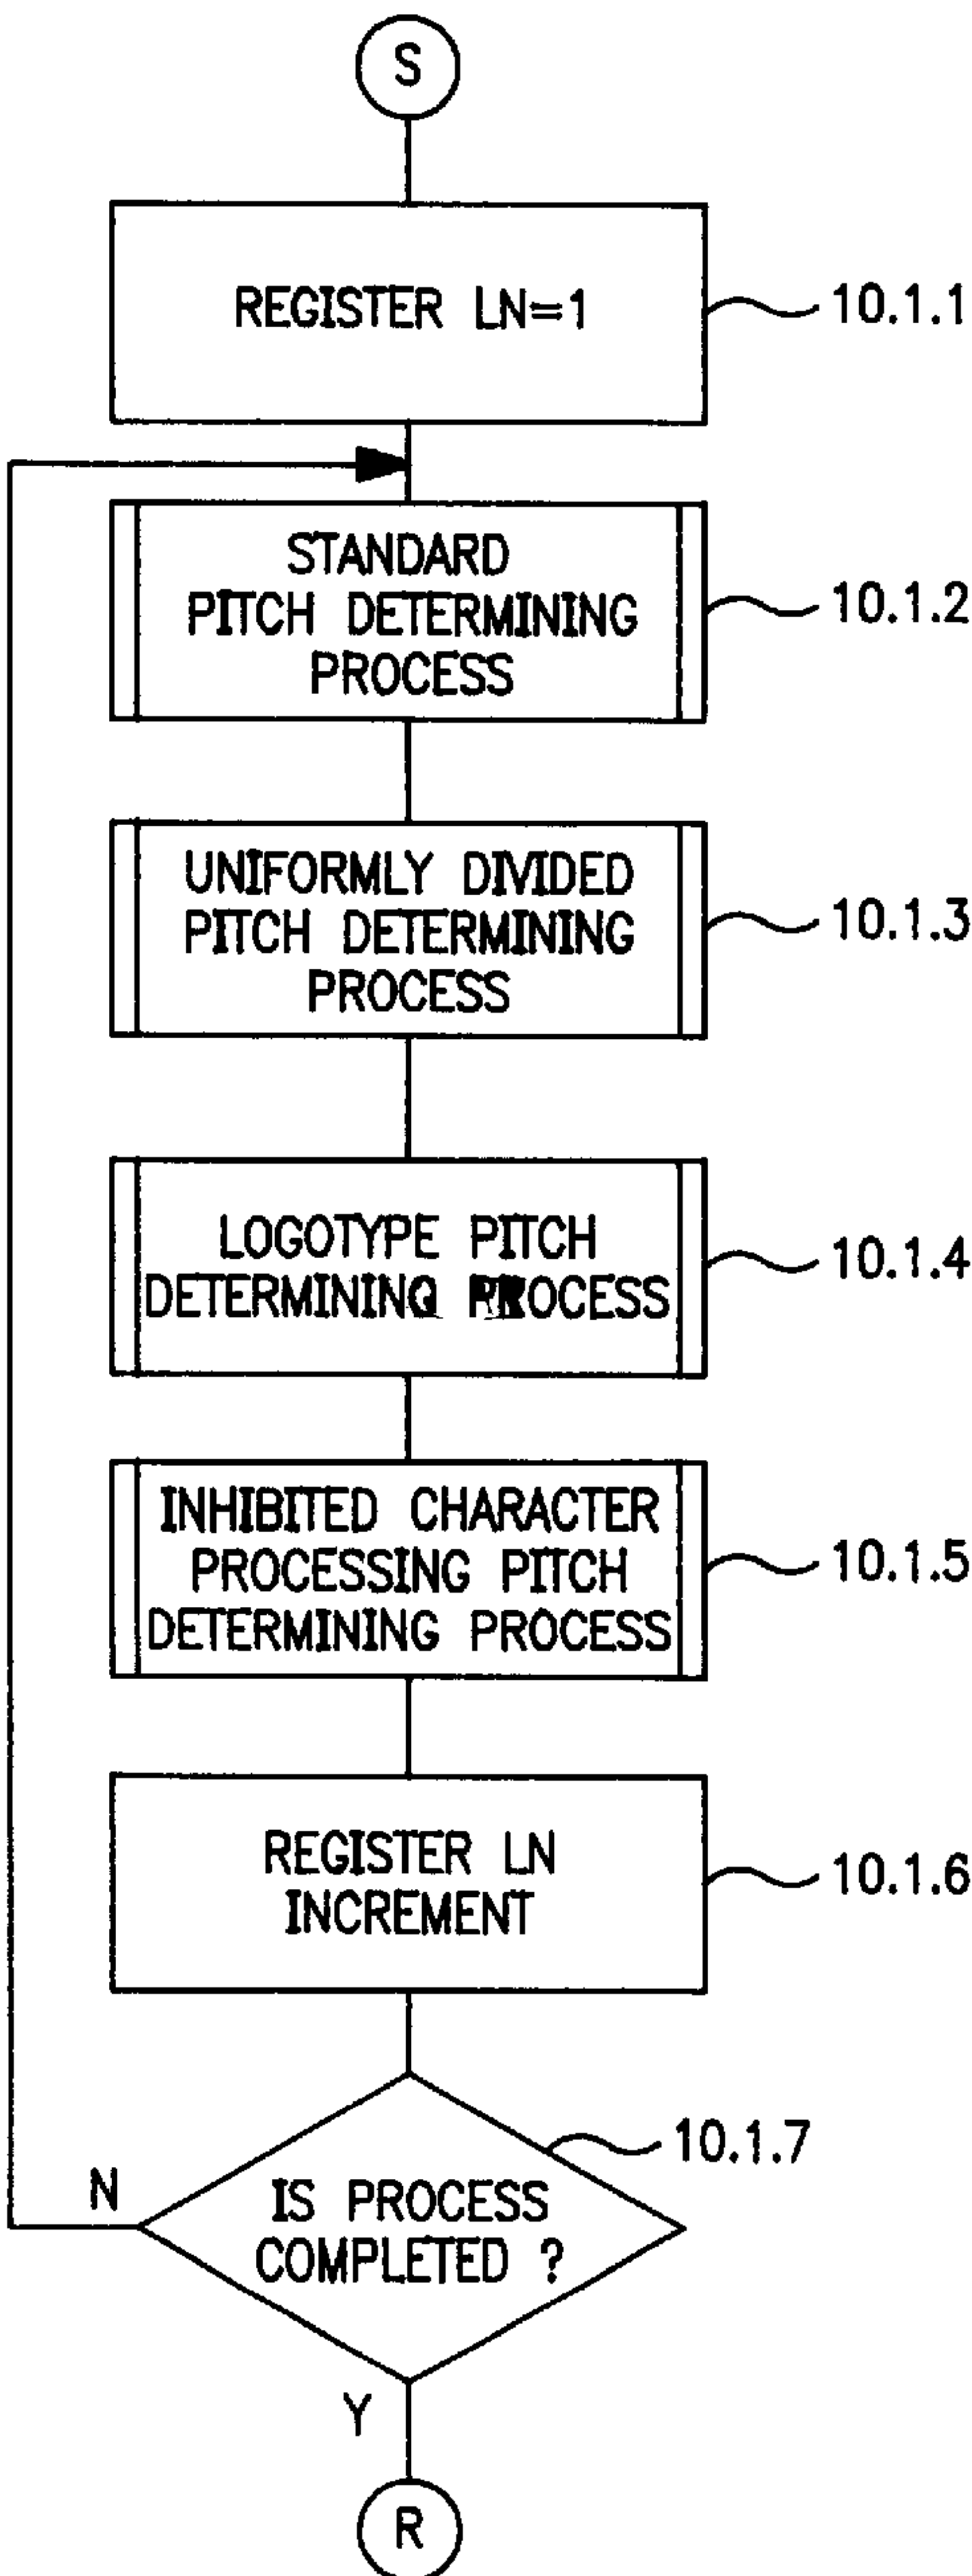 S
REGISTER LN=1
10.1.1
STANDARD
PITCH DETERMINING
PROCESS
10.1.2
UNIFORMLY DIVIDED
PITCH DETERMINING
PROCESS
10.1.3
LOGOTYPE PITCH
DETERMINING PROCESS
10.1.4
INHIBITED CHARACTER
PROCESSING PITCH
DETERMINING PROCESS
10.1.5
REGISTER LN
INCREMENT
10.1.6
10.1.7
N
IS PROCESS
COMPLETED ?
Y
R